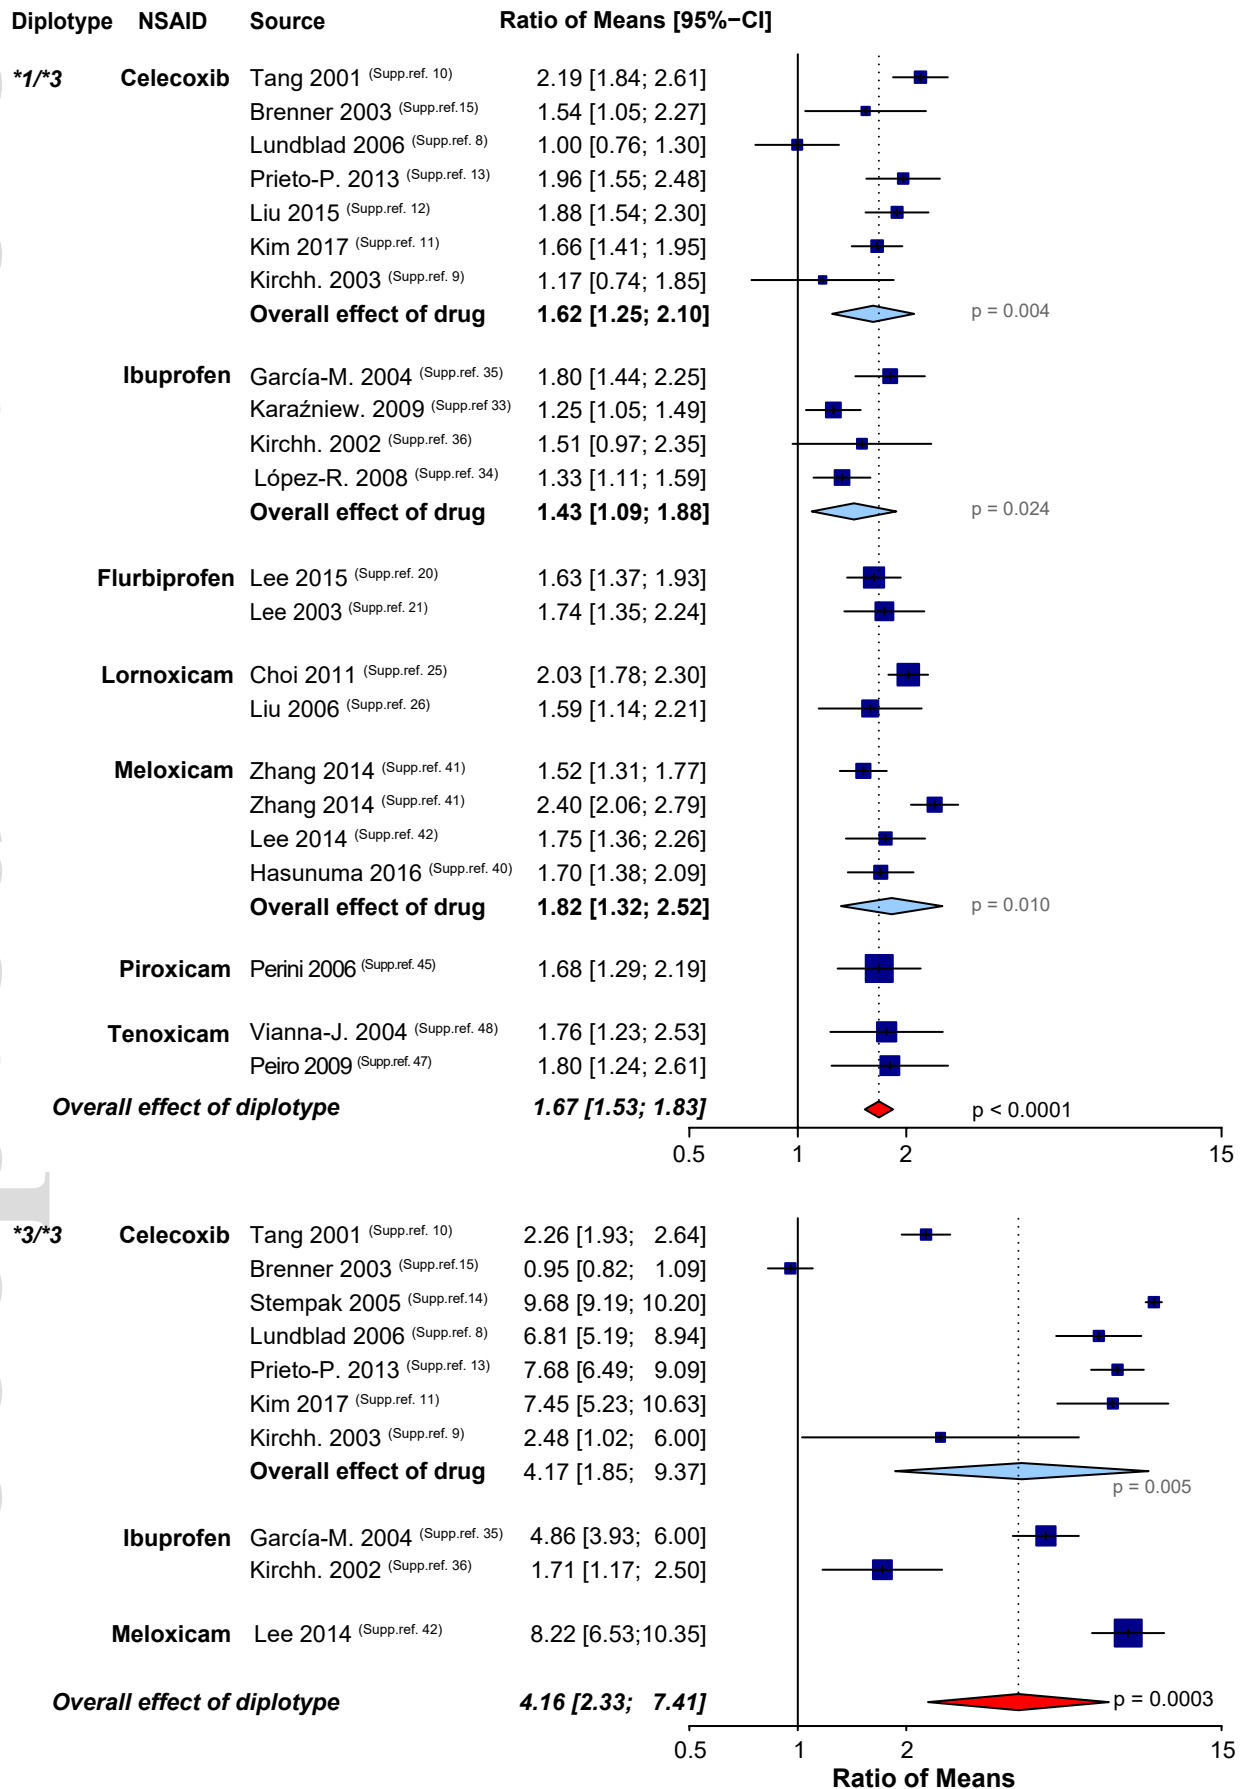 Diplotype NSAID Source Ratio of Means [95%−CI]
*1/*3 Celecoxib Tang 2001 (Supp.ref. 10) 2.19 [1.84; 2.61]
Brenner 2003 (Supp.ref.15) 1.54 [1.05; 2.27]
Lundblad 2006 (Supp.ref. 8) 1.00 [0.76; 1.30]
Prieto-P. 2013 (Supp.ref. 13) 1.96 [1.55; 2.48]
Liu 2015 (Supp.ref. 12) 1.88 [1.54; 2.30]
Kim 2017 (Supp.ref. 11) 1.66 [1.41; 1.95]
Kirchh. 2003 (Supp.ref. 9) 1.17 [0.74; 1.85]
Overall effect of drug 1.62 [1.25; 2.10] p = 0.004
Ibuprofen García-M. 2004 (Supp.ref. 35) 1.80 [1.44; 2.25]
Karaźniew. 2009 (Supp.ref 33) 1.25 [1.05; 1.49]
Kirchh. 2002 (Supp.ref. 36) 1.51 [0.97; 2.35]
López-R. 2008 (Supp.ref. 34) 1.33 [1.11; 1.59]
Overall effect of drug 1.43 [1.09; 1.88] p = 0.024
Flurbiprofen Lee 2015 (Supp.ref. 20) 1.63 [1.37; 1.93]
Lee 2003 (Supp.ref. 21) 1.74 [1.35; 2.24]
Lornoxicam Choi 2011 (Supp.ref. 25) 2.03 [1.78; 2.30]
Liu 2006 (Supp.ref. 26) 1.59 [1.14; 2.21]
Meloxicam Zhang 2014 (Supp.ref. 41) 1.52 [1.31; 1.77]
Zhang 2014 (Supp.ref. 41) 2.40 [2.06; 2.79]
Lee 2014 (Supp.ref. 42) 1.75 [1.36; 2.26]
Hasunuma 2016 (Supp.ref. 40) 1.70 [1.38; 2.09]
Overall effect of drug 1.82 [1.32; 2.52] p = 0.010
Piroxicam Perini 2006 (Supp.ref. 45) 1.68 [1.29; 2.19]
Tenoxicam Vianna-J. 2004 (Supp.ref. 48) 1.76 [1.23; 2.53]
Peiro 2009 (Supp.ref. 47) 1.80 [1.24; 2.61]
Overall effect of diplotype 1.67 [1.53; 1.83] p < 0.0001
0.5 1 2 15
*3/*3 Celecoxib Tang 2001 (Supp.ref. 10) 2.26 [1.93; 2.64]
Brenner 2003 (Supp.ref.15) 0.95 [0.82; 1.09]
Stempak 2005 (Supp.ref.14) 9.68 [9.19; 10.20]
Lundblad 2006 (Supp.ref. 8) 6.81 [5.19; 8.94]
Prieto-P. 2013 (Supp.ref. 13) 7.68 [6.49; 9.09]
Kim 2017 (Supp.ref. 11) 7.45 [5.23; 10.63]
Kirchh. 2003 (Supp.ref. 9) 2.48 [1.02; 6.00]
Overall effect of drug 4.17 [1.85; 9.37] p = 0.005
Ibuprofen García-M. 2004 (Supp.ref. 35) 4.86 [3.93; 6.00]
Kirchh. 2002 (Supp.ref. 36) 1.71 [1.17; 2.50]
Meloxicam Lee 2014 (Supp.ref. 42) 8.22 [6.53;10.35]
Overall effect of diplotype 4.16 [2.33; 7.41] p = 0.0003
0.5 1 2 15
Ratio of Means